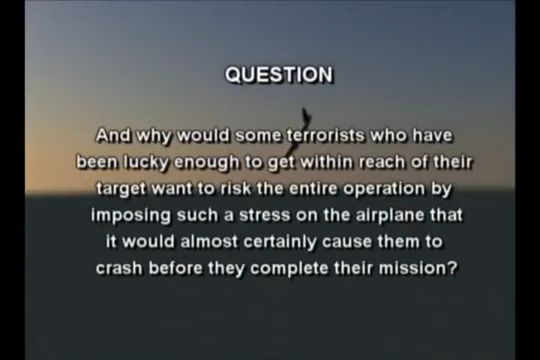 QUESTION
And why would some terrorists who have
been lucky enough to get within reach of their
target want to risk the entire operation by
imposing such a stress on the airplane that
it would almost certainly cause them to
crash before they complete their mission?